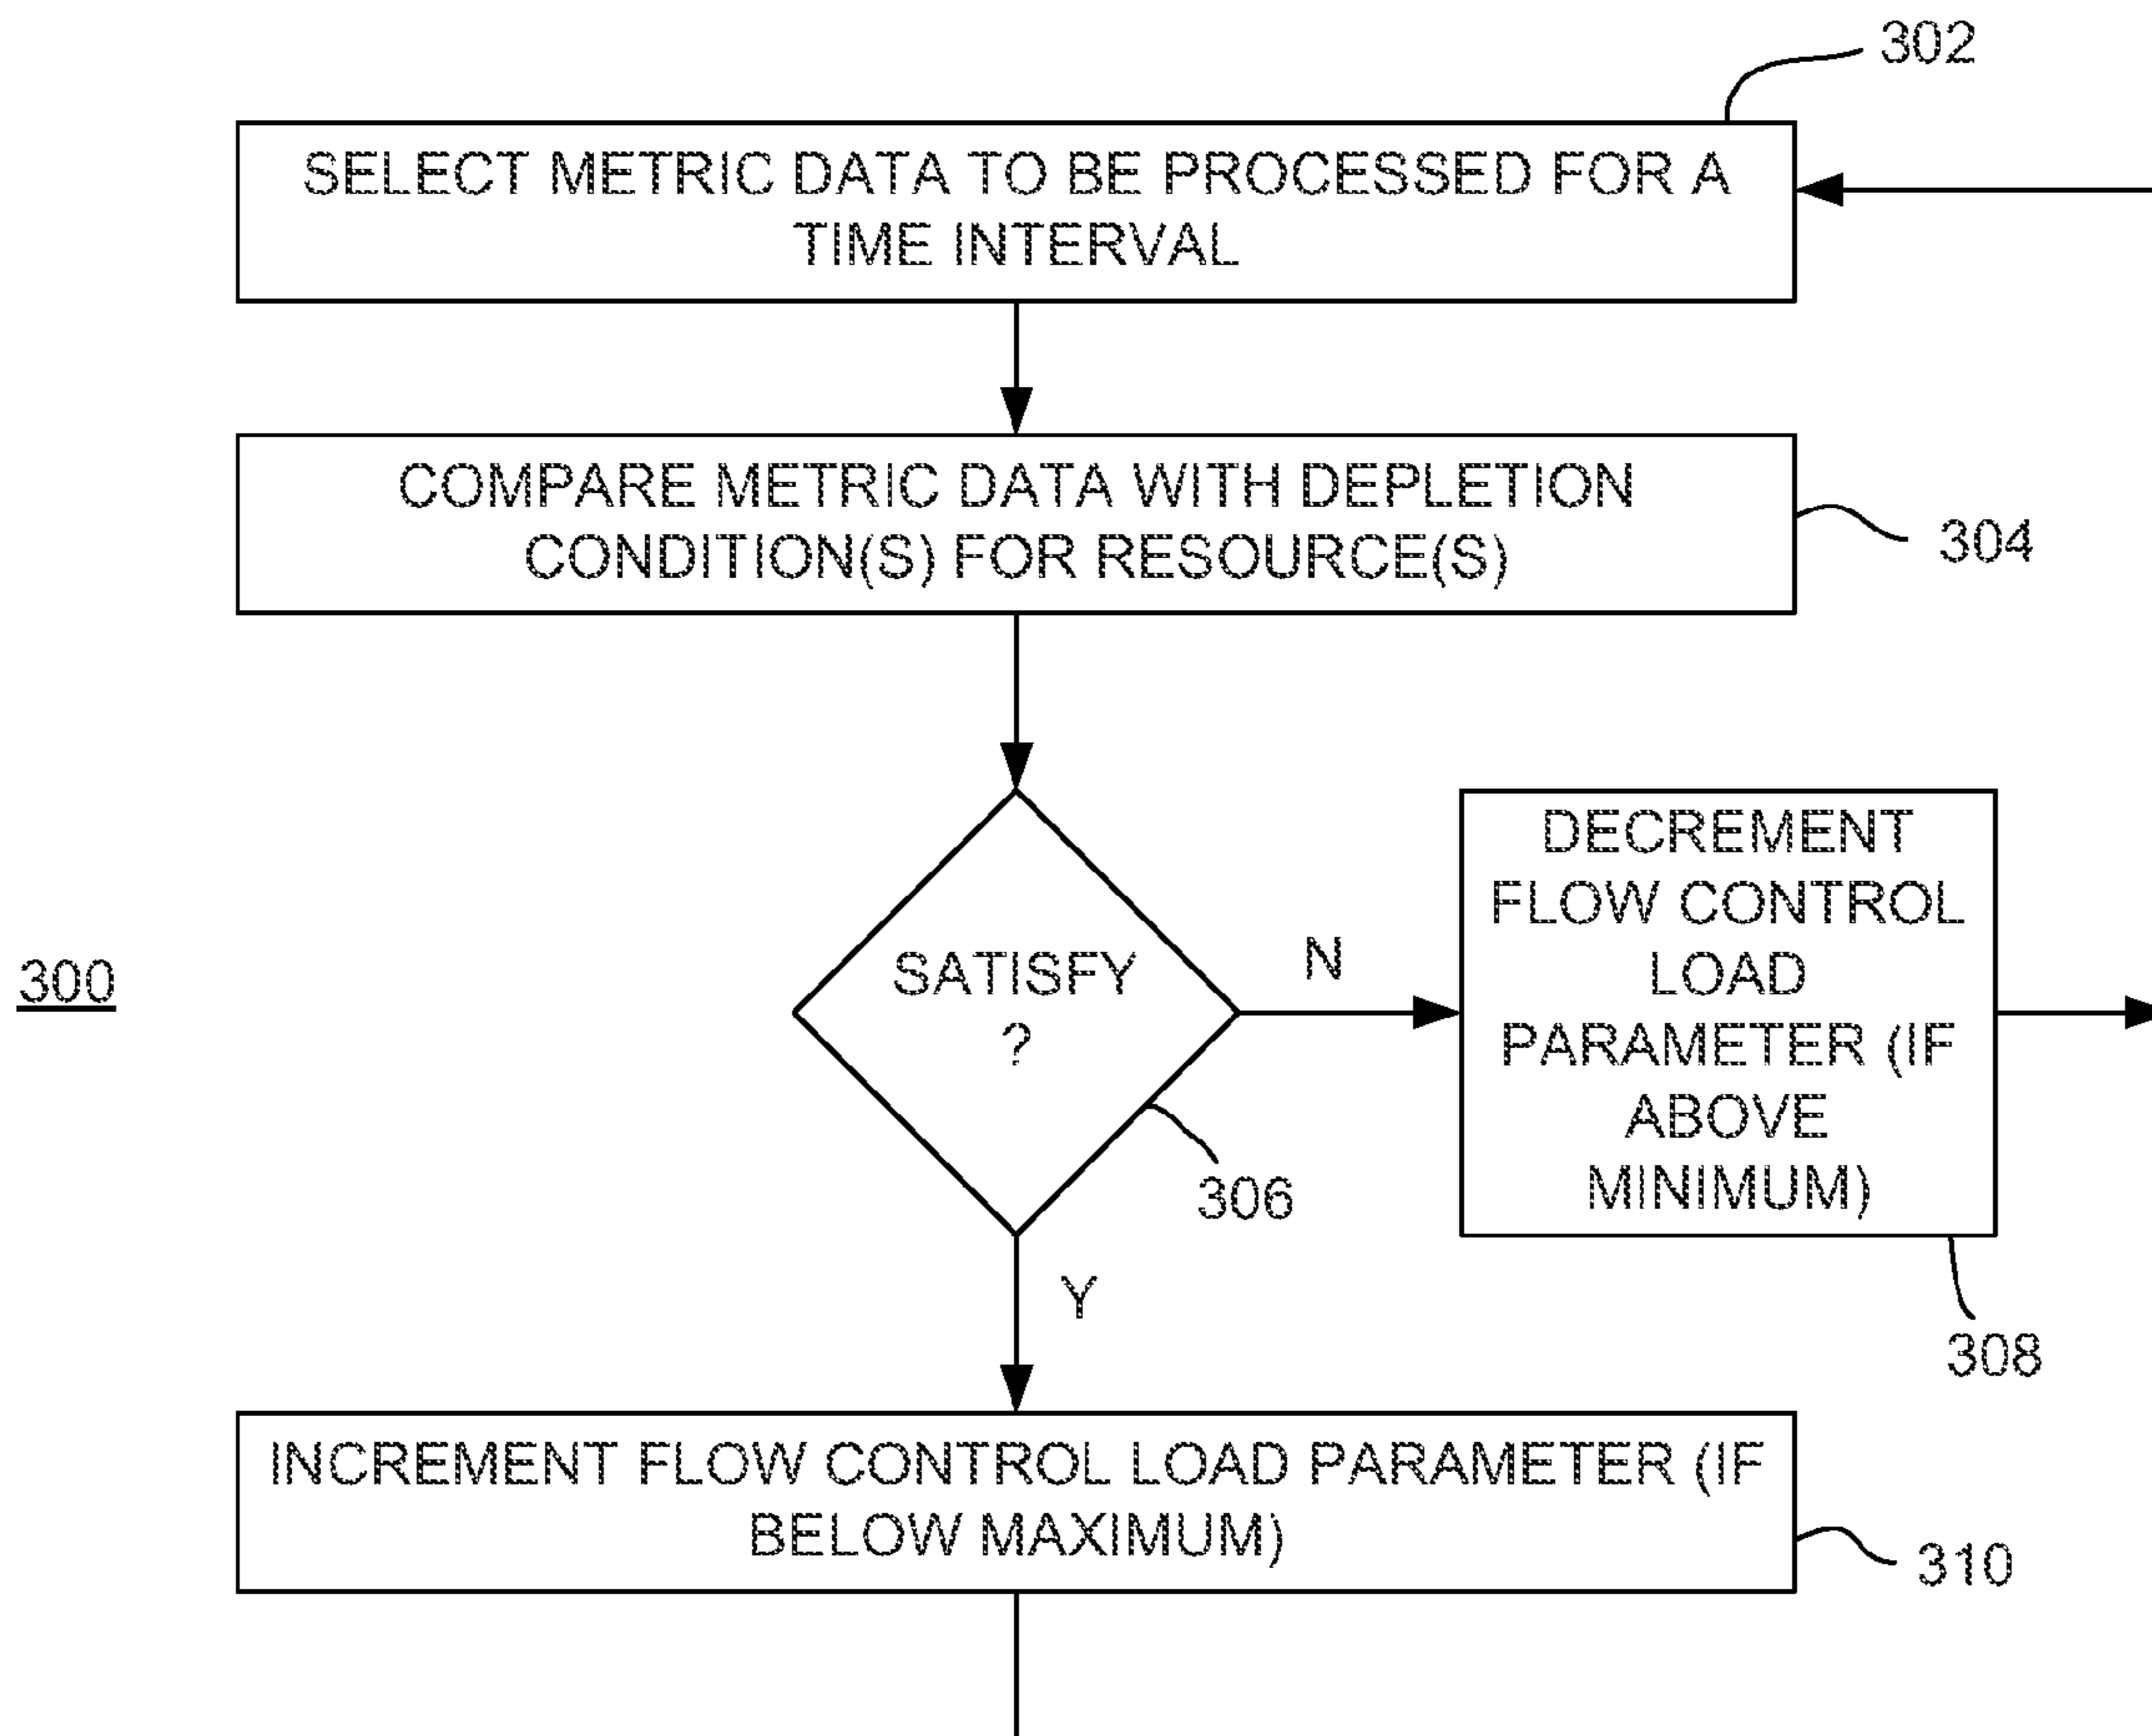 302
SELECT METRIC DATA TO BE PROCESSED FOR A
TIME INTERVAL
COMPARE METRIC DATA WITH DEPLETION
CONDITION(S) FOR RESOURCE(S)
304
300
SATISFY
?
N
306
Y
DECREMENT
FLOW CONTROL
LOAD
PARAMETER (IF
ABOVE
MINIMUM)
308
INCREMENT FLOW CONTROL LOAD PARAMETER (IF
BELOW MAXIMUM)
310